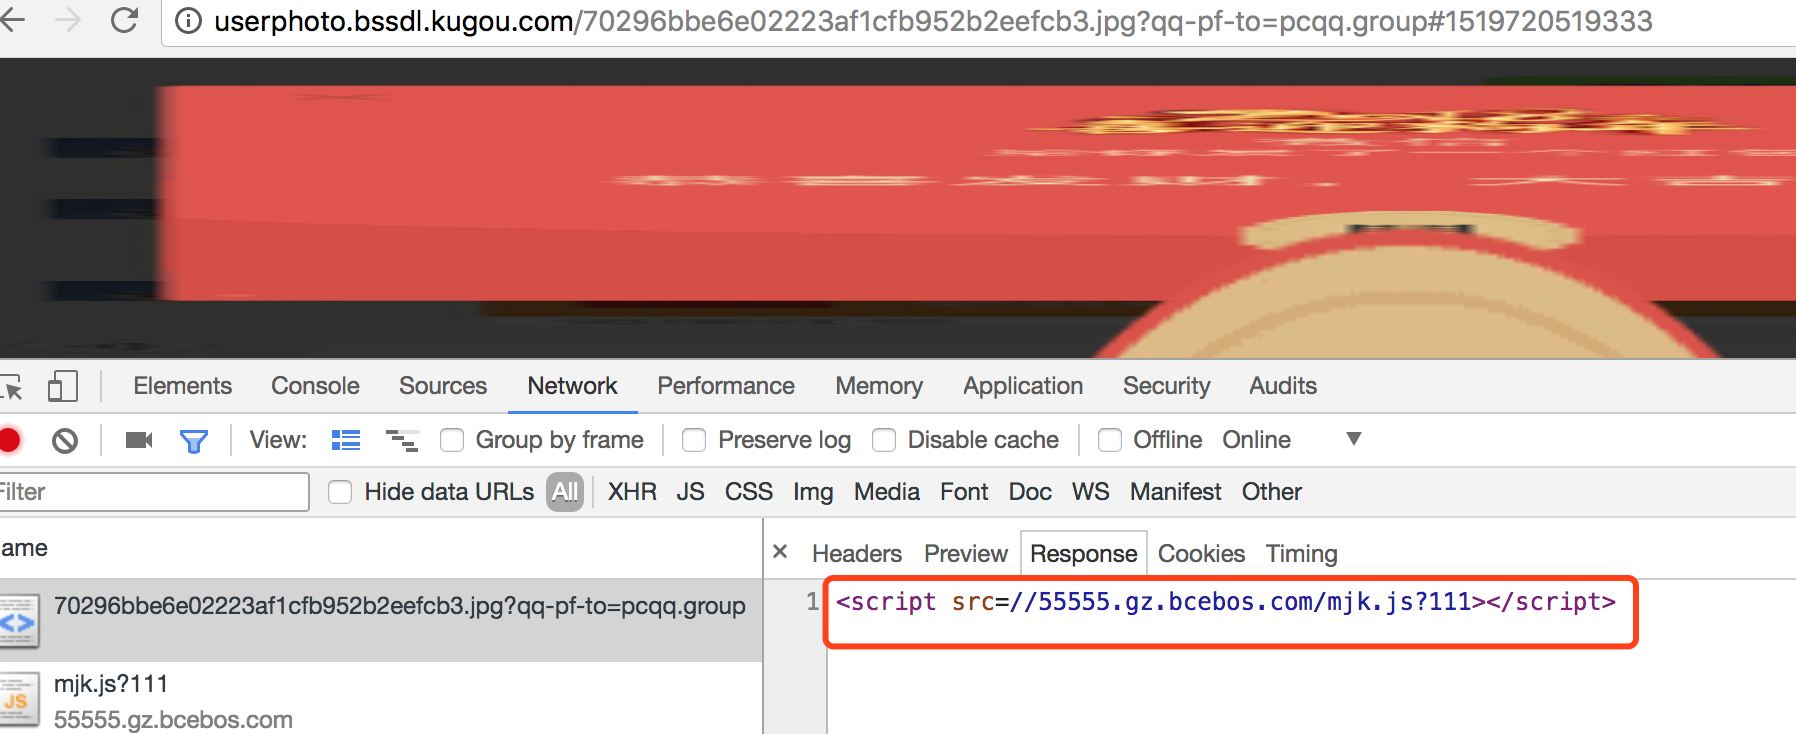 userphoto.bssdl.kugou.com/70296bbe6e02223af1cfb952b2eefcb3.jpg?qq-pf-to=pcqq.group#1519720519333
Elements Console Sources Network Performance Memory Application Security Audits
View: Group by frame Preserve log Disable cache Offline Online
Filter Hide data URLs All XHR JS CSS Img Media Font Doc WS Manifest Other
ame
× Headers Preview Response Cookies Timing
70296bbe6e02223af1cfb952b2eefcb3.jpg?qq-pf-to=pcqq.group
1 <script src=//55555.gz.bcebos.com/mjk.js?111></script>
JS mjk.js?111
55555.gz.bcebos.com